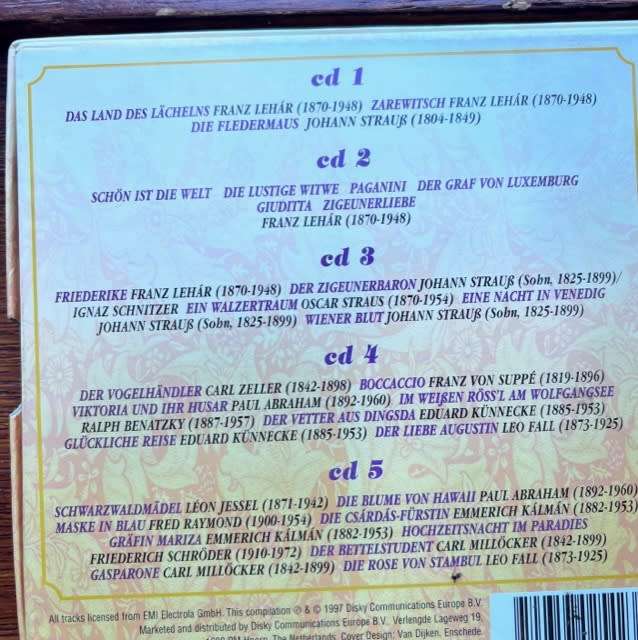 cd 1
DAS LAND DES LÄCHELNS FRANZ LEHÁR (1870-1948) ZAREWITSCH FRANZ LEHÁR (1870-1948)
DIE FLEDERMAUS JOHANN STRAUß (1804-1849)
cd 2
SCHÖN IST DIE WELT DIE LUSTIGE WITWE PAGANINI DER GRAF VON LUXEMBURG
GIUDITTA ZIGEUNERLIEBE
FRANZ LEHÁR (1870-1948)
cd 3
FRIEDERIKE FRANZ LEHÁR (1870-1948) DER ZIGEUNERBARON JOHANN STRAUß (Sohn, 1825-1899)/
IGNAZ SCHNITZER EIN WALZERTRAUM OSCAR STRAUS (1870-1954) EINE NACHT IN VENEDIG
JOHANN STRAUß (Sohn, 1825-1899) WIENER BLUT JOHANN STRAUß (Sohn, 1825-1899)
cd 4
DER VOGELHÄNDLER CARL ZELLER (1842-1898) BOCCACCIO FRANZ VON SUPPÉ (1819-1896)
VIKTORIA UND IHR HUSAR PAUL ABRAHAM (1892-1960) IM WEIßEN RÖSS'L AM WOLFGANGSEE
RALPH BENATZKY (1887-1957) DER VETTER AUS DINGSDA EDUARD KÜNNECKE (1885-1953)
GLÜCKLICHE REISE EDUARD KÜNNECKE (1885-1953) DER LIEBE AUGUSTIN LEO FALL (1873-1925)
cd 5
SCHWARZWALDMÄDEL LÉON JESSEL (1871-1942) DIE BLUME VON HAWAII PAUL ABRAHAM (1892-1960)
MASKE IN BLAU FRED RAYMOND (1900-1954) DIE CSÁRDÁS-FÜRSTIN EMMERICH KÁLMÁN (1882-1953)
GRÄFIN MARIZA EMMERICH KÁLMÁN (1882-1953) HOCHZEITSNACHT IM PARADIES
FRIEDERICH SCHRÖDER (1910-1972) DER BETTELSTUDENT CARL MILLÖCKER (1842-1899)
GASPARONE CARL MILLÖCKER (1842-1899) DIE ROSE VON STAMBUL LEO FALL (1873-1925)
All tracks licensed from EMI Electrola GmbH. This compilation ℗ & © 1997 Disky Communications Europe B.V.
Marketed and distributed by Disky Communications Europe B.V. Verlengde Lageweg 19,
The Netherlands. Cover Design: Van Dijken, Enschede.